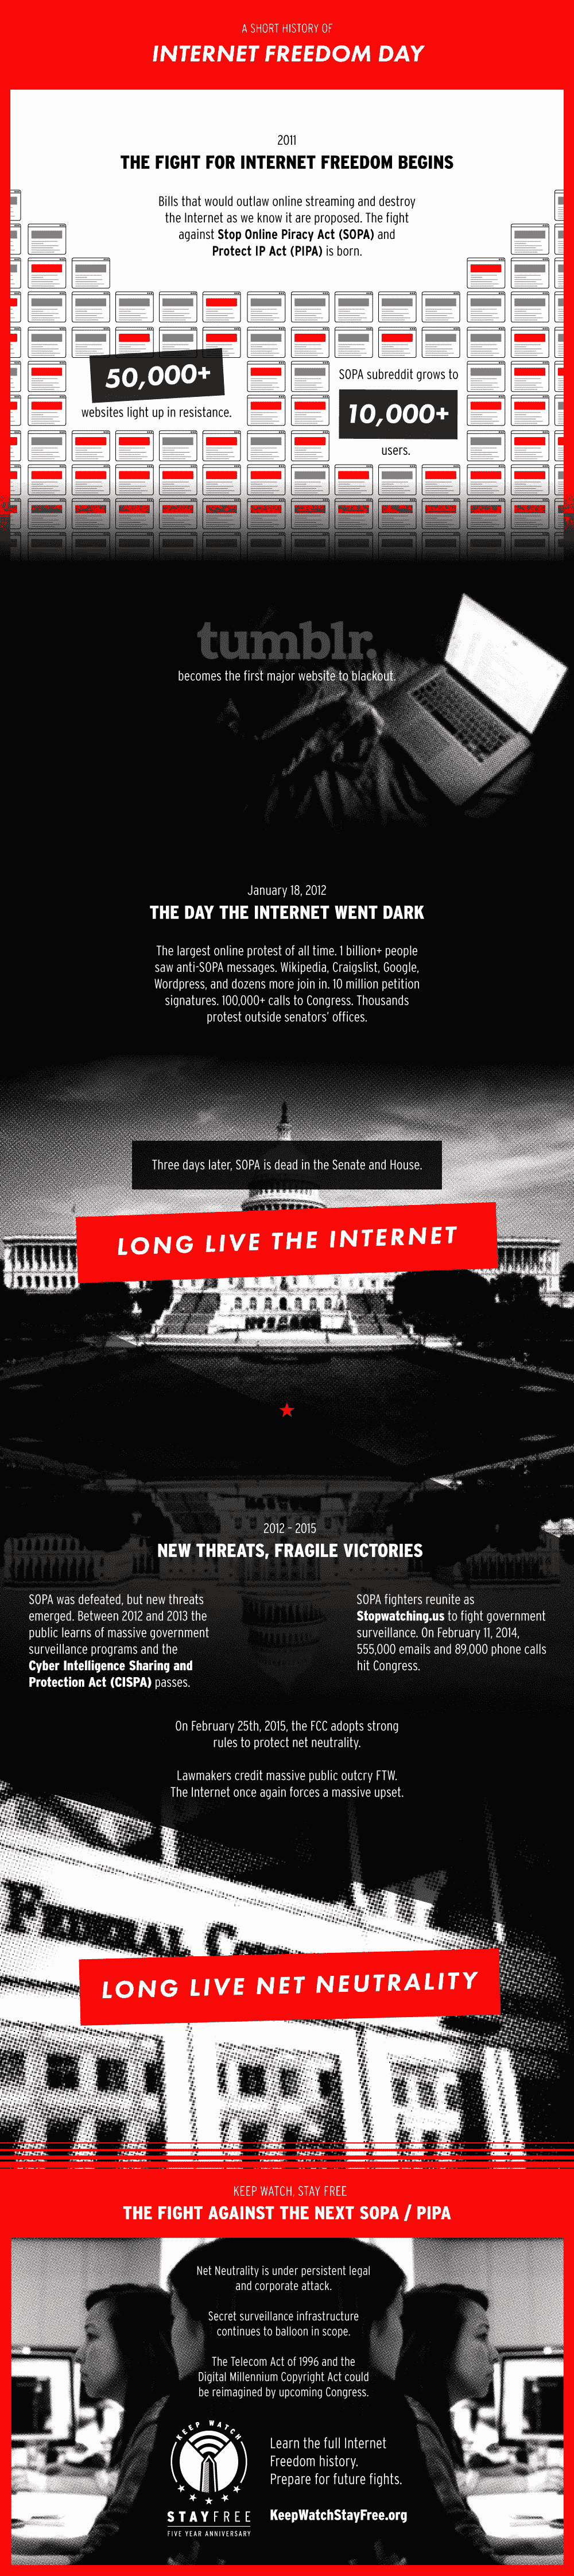 A SHORT HISTORY OF
INTERNET FREEDOM DAY
2011
THE FIGHT FOR INTERNET FREEDOM BEGINS
Bills that would outlaw online streaming and destroy
the Internet as we know it are proposed. The fight
against Stop Online Piracy Act (SOPA) and
Protect IP Act (PIPA) is born.
50,000+
websites light up in resistance.
SOPA subreddit grows to
10,000+
users.
tumblr.
becomes the first major website to blackout.
January 18, 2012
THE DAY THE INTERNET WENT DARK
The largest online protest of all time. 1 billion+ people
saw anti-SOPA messages. Wikipedia, Craigslist, Google,
Wordpress, and dozens more join in. 10 million petition
signatures. 100,000+ calls to Congress. Thousands
protest outside senators' offices.
Three days later, SOPA is dead in the Senate and House.
LONG LIVE THE INTERNET
2012 - 2015
NEW THREATS, FRAGILE VICTORIES
SOPA was defeated, but new threats
emerged. Between 2012 and 2013 the
public learns of massive government
surveillance programs and the
Cyber Intelligence Sharing and
Protection Act (CISPA) passes.
SOPA fighters reunite as
Stopwatching.us to fight government
surveillance. On February 11, 2014,
555,000 emails and 89,000 phone calls
hit Congress.
On February 25th, 2015, the FCC adopts strong
rules to protect net neutrality.
Lawmakers credit massive public outcry FTW.
The Internet once again forces a massive upset.
FEDERAL C
LONG LIVE NET NEUTRALITY
KEEP WATCH, STAY FREE
THE FIGHT AGAINST THE NEXT SOPA / PIPA
Net Neutrality is under persistent legal
and corporate attack.
Secret surveillance infrastructure
continues to balloon in scope.
The Telecom Act of 1996 and the
Digital Millennium Copyright Act could
be reimagined by upcoming Congress.
KEEP WATCH
STAY FREE
FIVE YEAR ANNIVERSARY
Learn the full Internet
Freedom history.
Prepare for future fights.
KeepWatchStayFree.org